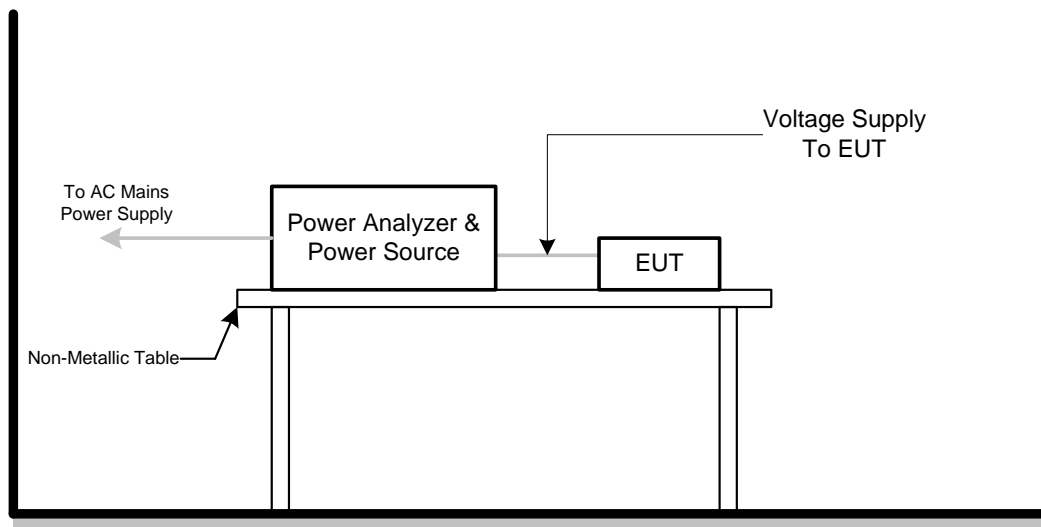 Voltage Supply
To EUT
To AC Mains
Power Supply
Power Analyzer &
Power Source
EUT
Non-Metallic Table